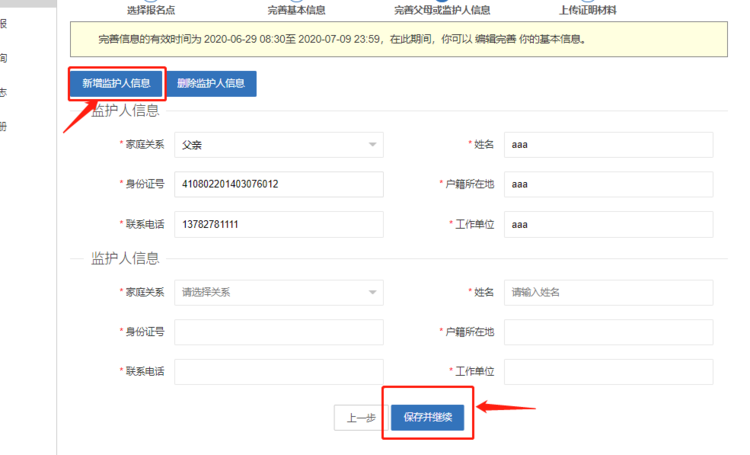 选择报名点 完善基本信息 完善父母或监护人信息 上传证明材料
报
询
志
册
完善信息的有效时间为 2020-06-29 08:30至 2020-07-09 23:59，在此期间，你可以 编辑完善 你的基本信息。
新增监护人信息 删除监护人信息
监护人信息
* 家庭关系 父亲 * 姓名 aaa
* 身份证号 410802201403076012 * 户籍所在地 aaa
* 联系电话 13782781111 * 工作单位 aaa
监护人信息
* 家庭关系 请选择关系 * 姓名 请输入姓名
* 身份证号 * 户籍所在地
* 联系电话 * 工作单位
上一步 保存并继续